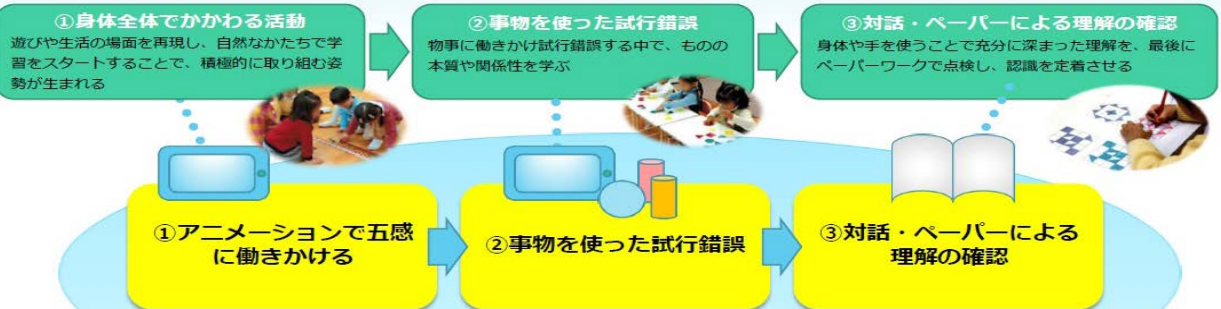 ①身体全体でかかわる活動
遊びや生活の場面を再現し、自然なかたちで学
習をスタートすることで、積極的に取り組む姿
勢が生まれる
②事物を使った試行錯誤
物事に働きかけ試行錯誤する中で、ものの
本質や関係性を学ぶ
③対話・ペーパーによる理解の確認
身体や手を使うことで充分に深まった理解を、最後に
ペーパーワークで点検し、認識を定着させる
①アニメーションで五感
に働きかける
②事物を使った試行錯誤
③対話・ペーパーによる
理解の確認